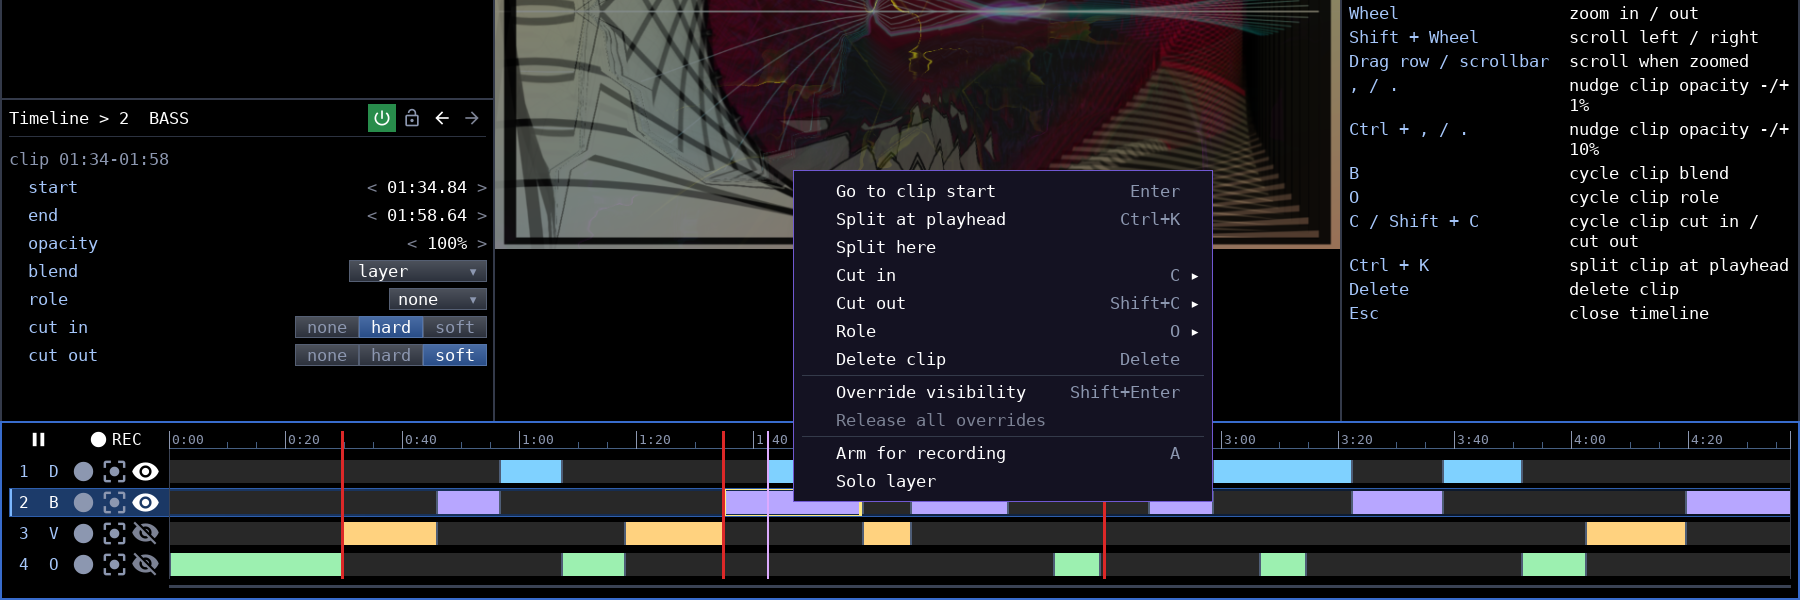 Timeline > 2 BASS
clip 01:34-01:58
start < 01:34.84 >
end < 01:58.64 >
opacity < 100% >
blend layer
role none
cut in none hard soft
cut out none hard soft
Wheel zoom in / out
Shift + Wheel scroll left / right
Drag row / scrollbar scroll when zoomed
, / . nudge clip opacity -/+
1%
Ctrl + , / . nudge clip opacity -/+
10%
B cycle clip blend
O cycle clip role
C / Shift + C cycle clip cut in /
cut out
Ctrl + K split clip at playhead
Delete delete clip
Esc close timeline
Go to clip start Enter
Split at playhead Ctrl+K
Split here
Cut in C
Cut out Shift+C
Role O
Delete clip Delete
Override visibility Shift+Enter
Release all overrides
Arm for recording A
Solo layer
REC 0:00 0:20 0:40 1:00 1:20 1:40 3:00 3:20 3:40 4:00 4:20
1 D
2 B
3 V
4 O